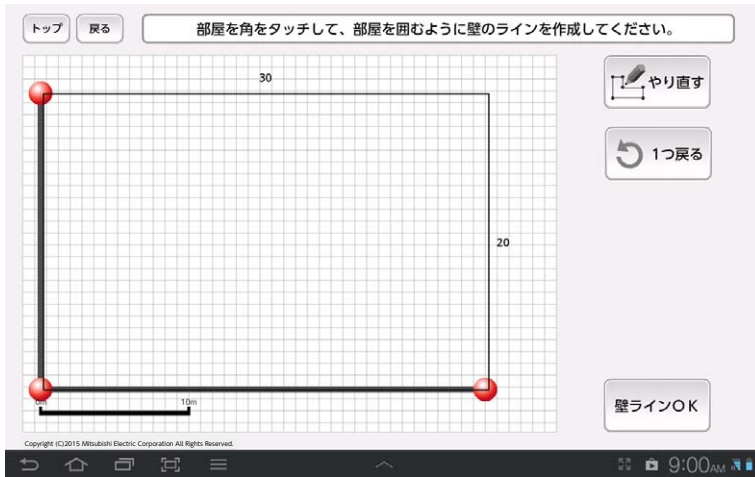 トップ
戻る
部屋を角をタッチして、部屋を囲むように壁のラインを作成してください。
30
やり直す
1つ戻る
20
0m
10m
壁ラインOK
Copyright (C)2015 Mitsubishi Electric Corporation All Rights Reserved.
9:00AM